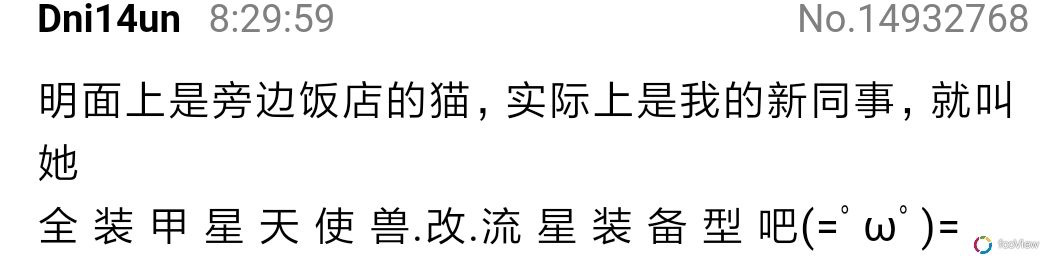 Dni14un 8:29:59 No.14932768
明面上是旁边饭店的猫，实际上是我的新同事，就叫
她
全 装 甲 星 天 使 兽.改.流 星 装 备 型 吧(=ﾟωﾟ)=
fooView